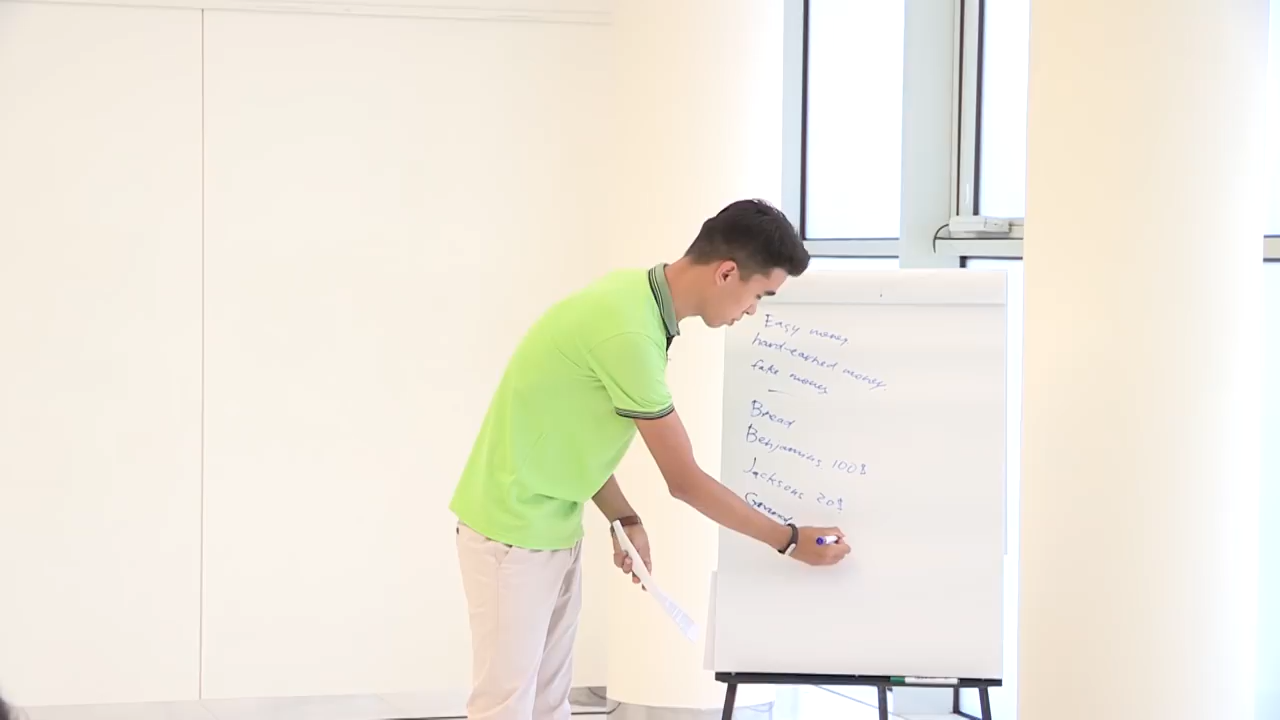 Easy money
hard-earned money
fake money
—
Bread
Benjamins 100$
Jacksons 20$